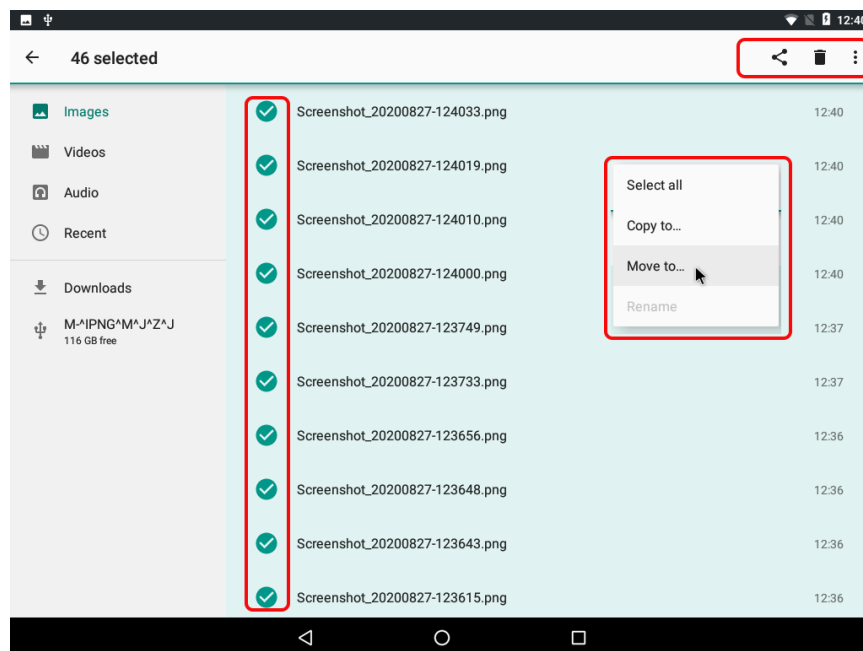 12:40
46 selected
Images
Videos
Audio
Recent
Downloads
M-^IPNG^M^J^Z^J
116 GB free
Screenshot_20200827-124033.png 12:40
Screenshot_20200827-124019.png 12:40
Screenshot_20200827-124010.png 12:40
Screenshot_20200827-124000.png 12:40
Screenshot_20200827-123749.png 12:37
Screenshot_20200827-123733.png 12:37
Screenshot_20200827-123656.png 12:36
Screenshot_20200827-123648.png 12:36
Screenshot_20200827-123643.png 12:36
Screenshot_20200827-123615.png 12:36
Select all
Copy to…
Move to…
Rename